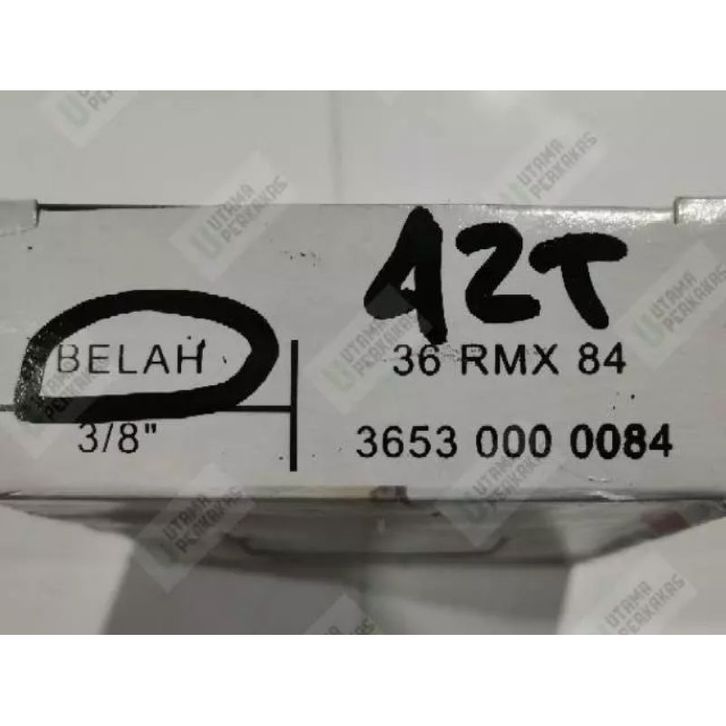 42T
BELAH
36 RMX 84
3/8"
3653 000 0084
UTAMA PERKAKAS